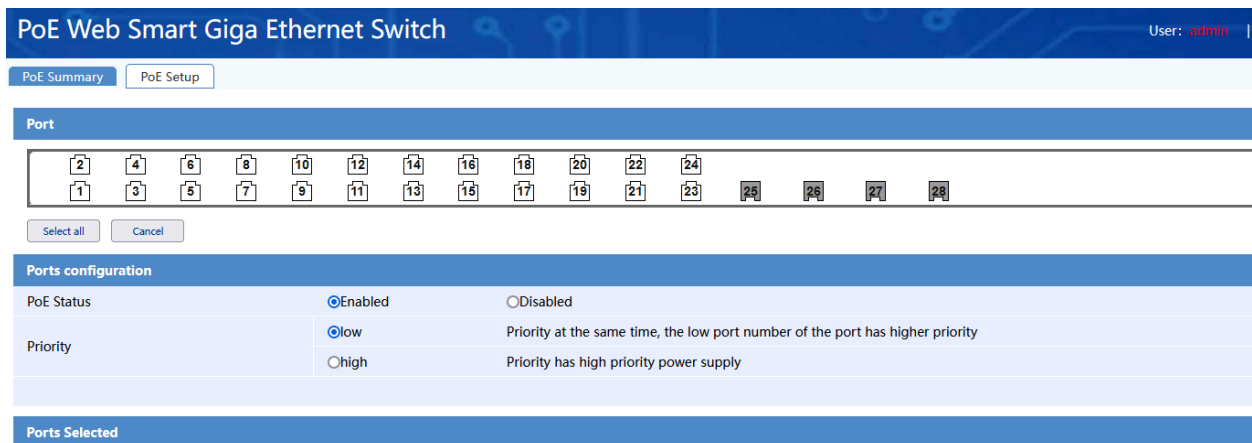 PoE Web Smart Giga Ethernet Switch
User: admin |
PoE Summary PoE Setup
Port
2 4 6 8 10 12 14 16 18 20 22 24
1 3 5 7 9 11 13 15 17 19 21 23 25 26 27 28
Select all Cancel
Ports configuration
PoE Status Enabled Disabled
Priority
low Priority at the same time, the low port number of the port has higher priority
high Priority has high priority power supply
Ports Selected